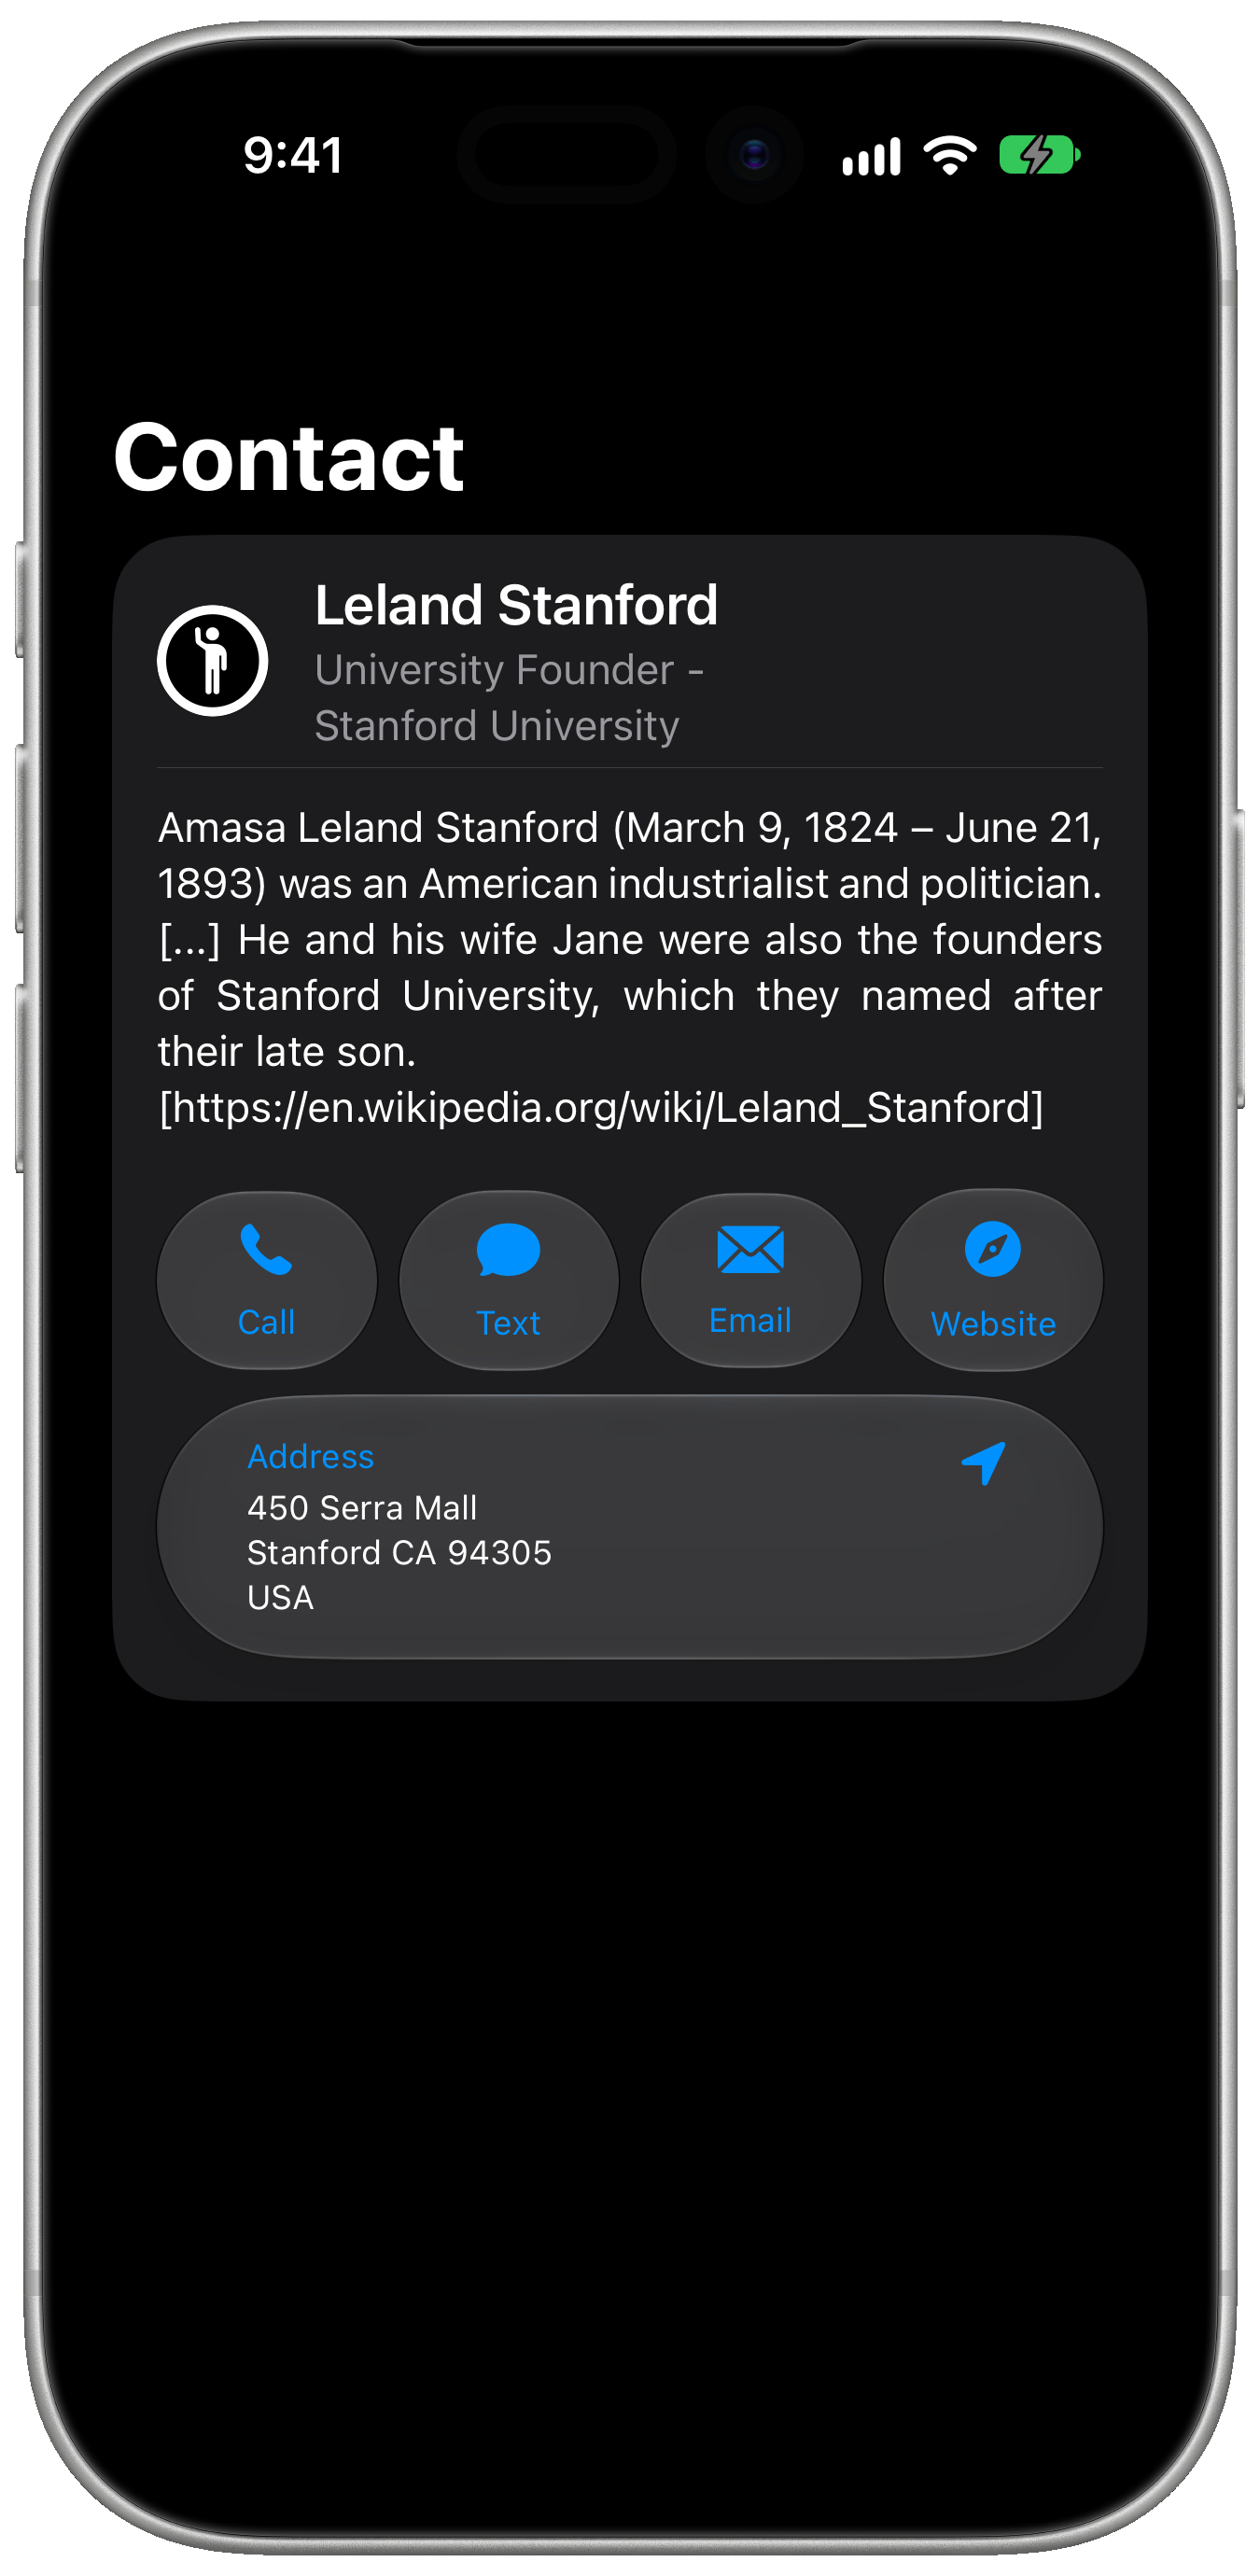 9:41
Contact
Leland Stanford
University Founder -
Stanford University
Amasa Leland Stanford (March 9, 1824 – June 21,
1893) was an American industrialist and politician.
[...] He and his wife Jane were also the founders
of Stanford University, which they named after
their late son.
[https://en.wikipedia.org/wiki/Leland_Stanford]
Call
Text
Email
Website
Address
450 Serra Mall
Stanford CA 94305
USA